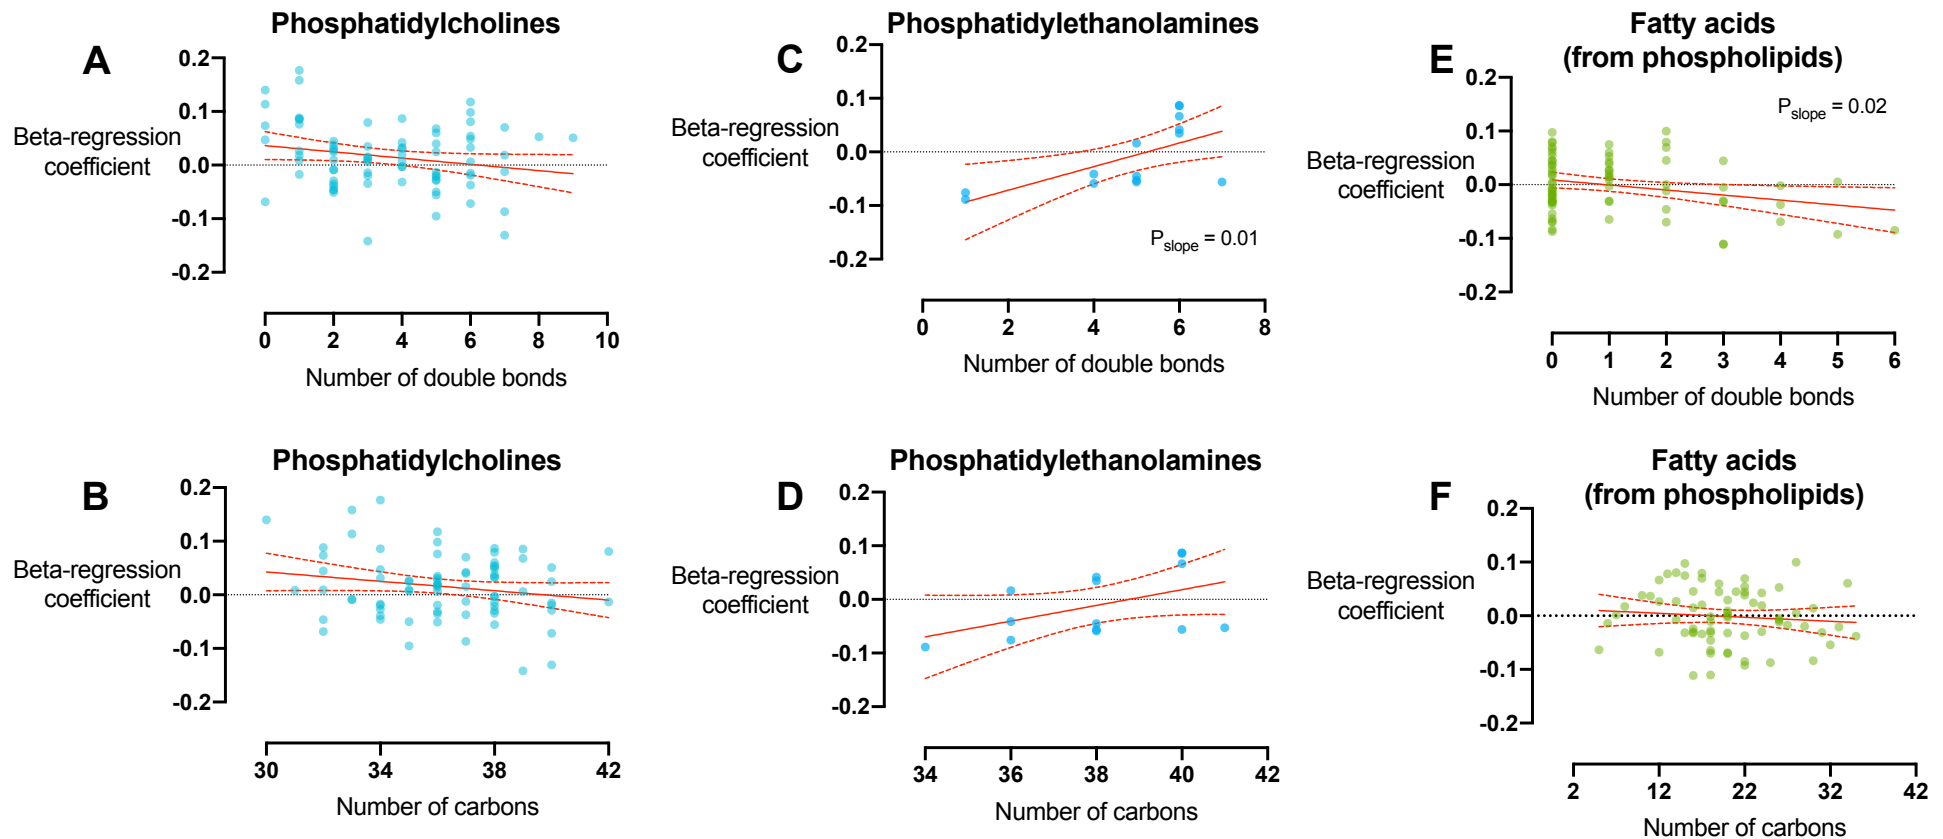 A
Phosphatidylcholines
0.2
0.1
0.0
-0.1
-0.2
Beta-regression
coefficient
0 2 4 6 8 10
Number of double bonds
C
Phosphatidylethanolamines
0.2
0.1
0.0
-0.1
-0.2
Beta-regression
coefficient
Pslope = 0.01
0 2 4 6 8
Number of double bonds
E
Fatty acids
(from phospholipids)
0.2
0.1
0.0
-0.1
-0.2
Beta-regression
coefficient
Pslope = 0.02
0 1 2 3 4 5 6
Number of double bonds
B
Phosphatidylcholines
0.2
0.1
0.0
-0.1
-0.2
Beta-regression
coefficient
30 34 38 42
Number of carbons
D
Phosphatidylethanolamines
0.2
0.1
0.0
-0.1
-0.2
Beta-regression
coefficient
34 36 38 40 42
Number of carbons
F
Fatty acids
(from phospholipids)
0.2
0.1
0.0
-0.1
-0.2
Beta-regression
coefficient
2 12 22 32 42
Number of carbons